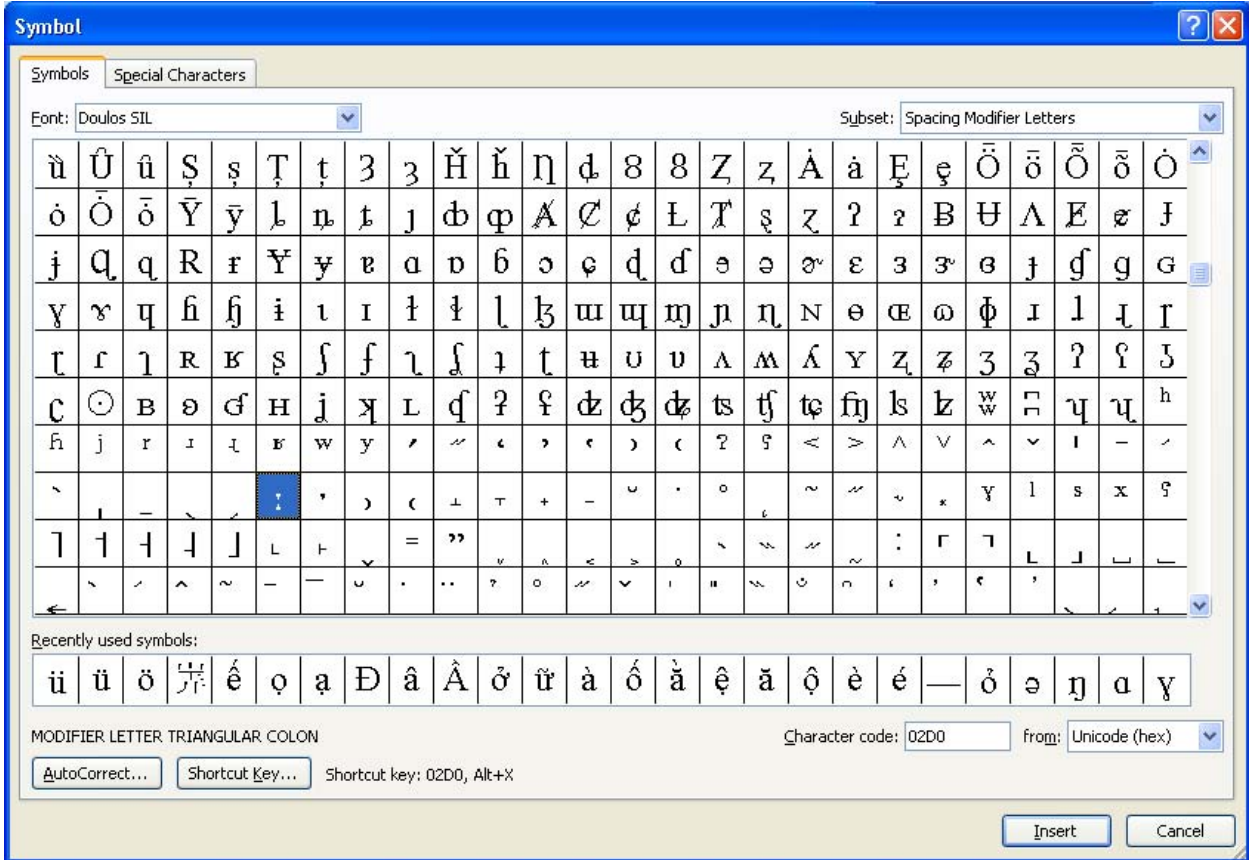 Symbol
Symbols Special Characters
Font: Doulos SIL Subset: Spacing Modifier Letters
ȕ Ȗ ȗ Ș ș Ț ț Ȝ ȝ Ȟ ȟ Ƞ ȡ Ȣ ȣ Ȥ ȥ Ȧ ȧ Ȩ ȩ Ȫ ȫ Ȭ ȭ Ȯ
ȯ Ȱ ȱ Ȳ ȳ ȴ ȵ ȶ ȷ ȸ ȹ Ⱥ Ȼ ȼ Ƚ Ⱦ ȿ ɀ Ɂ ɂ Ƀ Ʉ Ʌ Ɇ ɇ Ɉ
ɉ Ɋ ɋ Ɍ ɍ Ɏ ɏ ɐ ɑ ɒ ɓ ɔ ɕ ɖ ɗ ɘ ə ɚ ɛ ɜ ɝ ɞ ɟ ɠ ɡ ɢ
ɣ ɤ ɥ ɦ ɧ ɨ ɩ ɪ ɫ ɬ ɭ ɮ ɯ ɰ ɱ ɲ ɳ ɴ ɵ ɶ ɷ ɸ ɹ ɺ ɻ ɼ
ɽ ɾ ɿ ʀ ʁ ʂ ʃ ʄ ʅ ʆ ʇ ʈ ʉ ʊ ʋ ʌ ʍ ʎ ʏ ʐ ʑ ʒ ʓ ʔ ʕ ʖ
ʗ ʘ ʙ ʚ ʛ ʜ ʝ ʞ ʟ ʠ ʡ ʢ ʣ ʤ ʥ ʦ ʧ ʨ ʩ ʪ ʫ ʬ ʭ ʮ ʯ ʰ
ʱ ʲ ʳ ʴ ʵ ʶ ʷ ʸ ʹ ʺ ʻ ʼ ʽ ʾ ʿ ˀ ˁ ˂ ˃ ˄ ˅ ˆ ˇ ˈ ˉ ˊ
ˋ ˌ ˍ ˎ ˏ ː ˑ ˒ ˓ ˔ ˕ ˖ ˗ ˘ ˙ ˚ ˛ ˜ ˝ ˞ ˟ ˠ ˡ ˢ ˣ ˤ
˥ ˦ ˧ ˨ ˩ ˪ ˫ ˬ ˭ ˮ ˯ ˰ ˱ ˲ ˳ ˴ ˵ ˶ ˷ ˸ ˹ ˺ ˻ ˼ ˽ ˾
Recently used symbols:
ü ö ế ọ ạ Đ â Ầ ở ữ à ố ằ ệ ă ộ è é — ỏ ə ŋ ɑ ɣ
MODIFIER LETTER TRIANGULAR COLON Character code: 02D0 from: Unicode (hex)
AutoCorrect... Shortcut Key... Shortcut key: 02D0, Alt+X
Insert Cancel